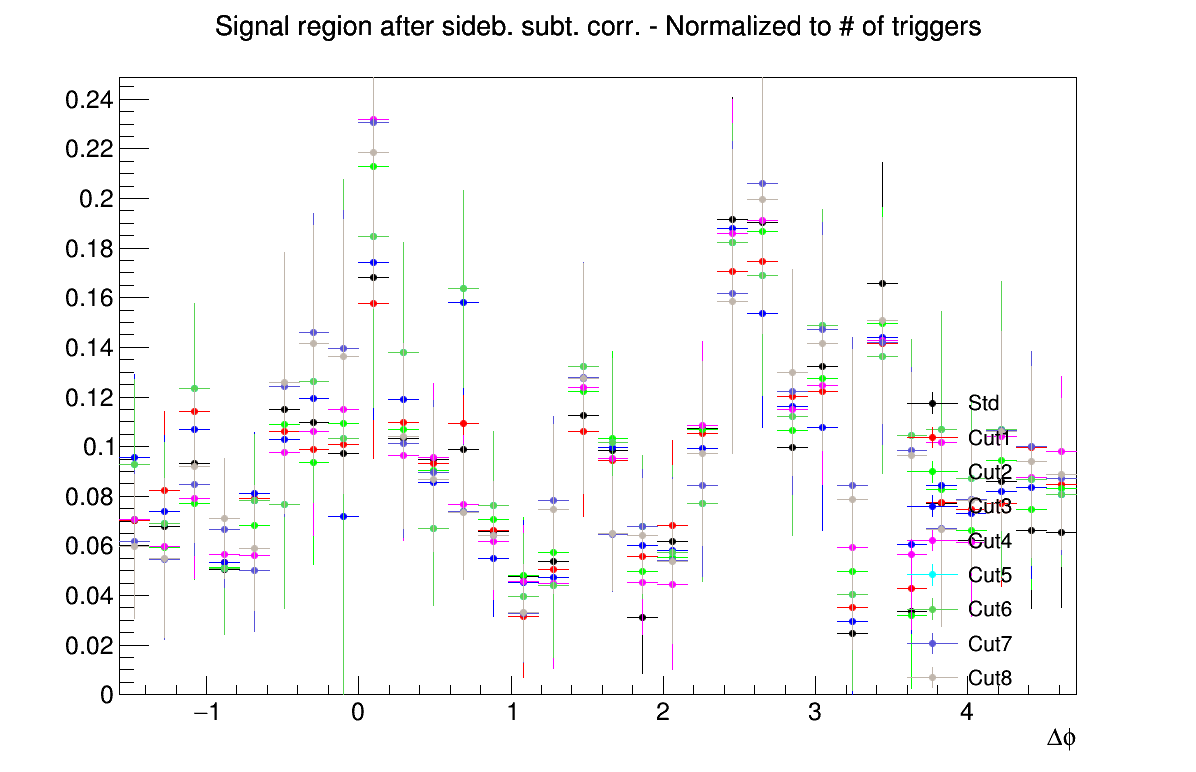 Signal region after sideb. subt. corr. - Normalized to # of triggers
0.24
0.22
0.2
0.18
0.16
0.14
0.12
0.1
0.08
0.06
0.04
0.02
0
−1
0
1
2
3
4
Δϕ
Std
Cut1
Cut2
Cut3
Cut4
Cut5
Cut6
Cut7
Cut8